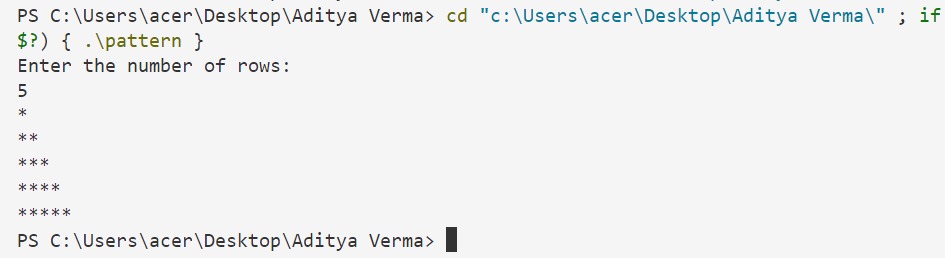 PS C:\Users\acer\Desktop\Aditya Verma> cd "c:\Users\acer\Desktop\Aditya Verma\" ; if
$?) { .\pattern }
Enter the number of rows:
5
*
**
***
****
*****
PS C:\Users\acer\Desktop\Aditya Verma>